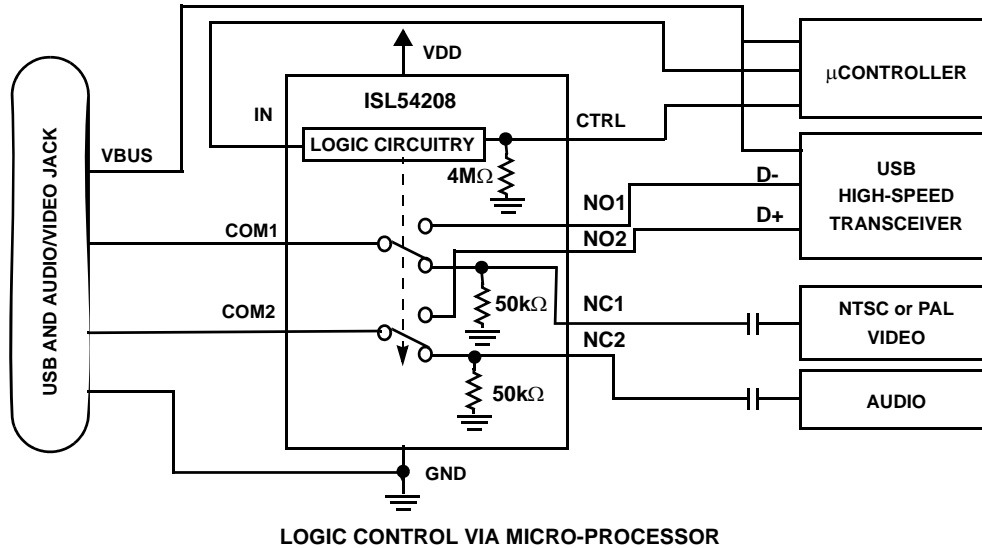 VDD
μCONTROLLER
ISL54208
IN
CTRL
LOGIC CIRCUITRY
USB AND AUDIO/VIDEO JACK
VBUS
4MΩ
USB
HIGH-SPEED
TRANSCEIVER
D-
NO1
D+
NO2
COM1
50kΩ
NC1
NTSC or PAL
VIDEO
COM2
NC2
50kΩ
AUDIO
GND
LOGIC CONTROL VIA MICRO-PROCESSOR